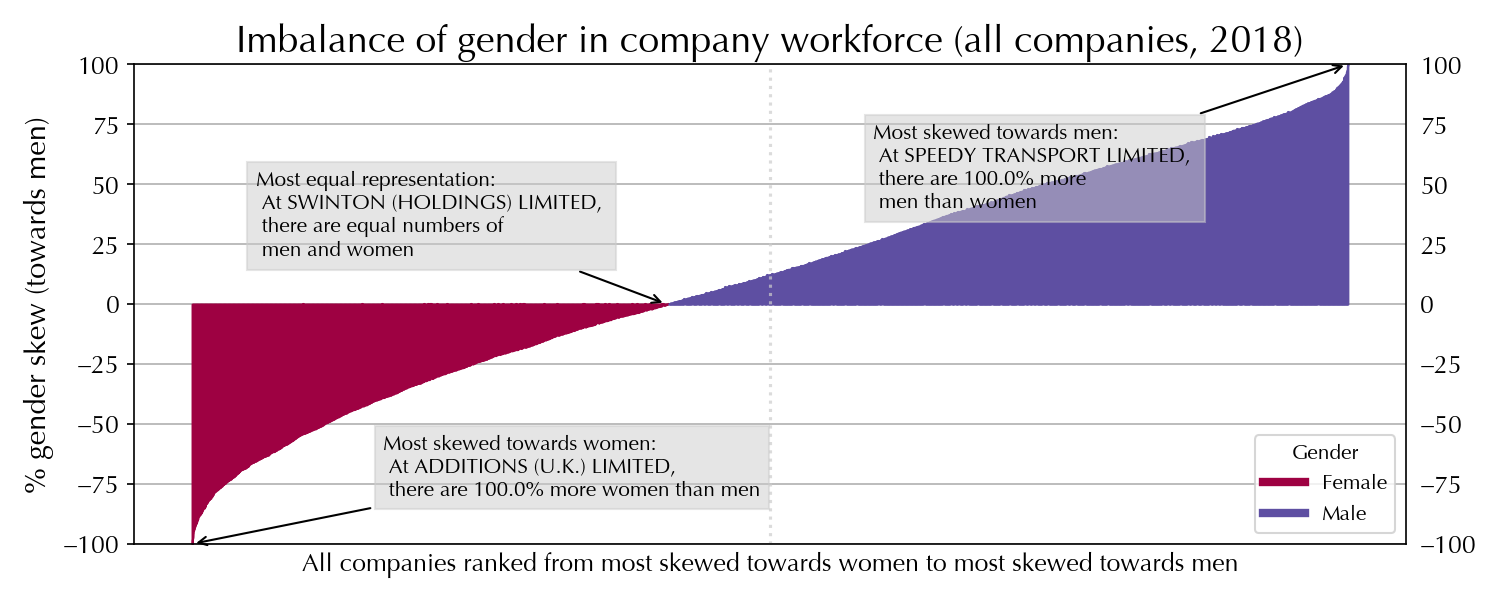 Imbalance of gender in company workforce (all companies, 2018)
% gender skew (towards men)
100
75
50
25
0
−25
−50
−75
−100
100
75
50
25
0
−25
−50
−75
−100
Most equal representation:
At SWINTON (HOLDINGS) LIMITED,
there are equal numbers of
men and women
Most skewed towards men:
At SPEEDY TRANSPORT LIMITED,
there are 100.0% more
men than women
Most skewed towards women:
At ADDITIONS (U.K.) LIMITED,
there are 100.0% more women than men
Gender
Female
Male
All companies ranked from most skewed towards women to most skewed towards men